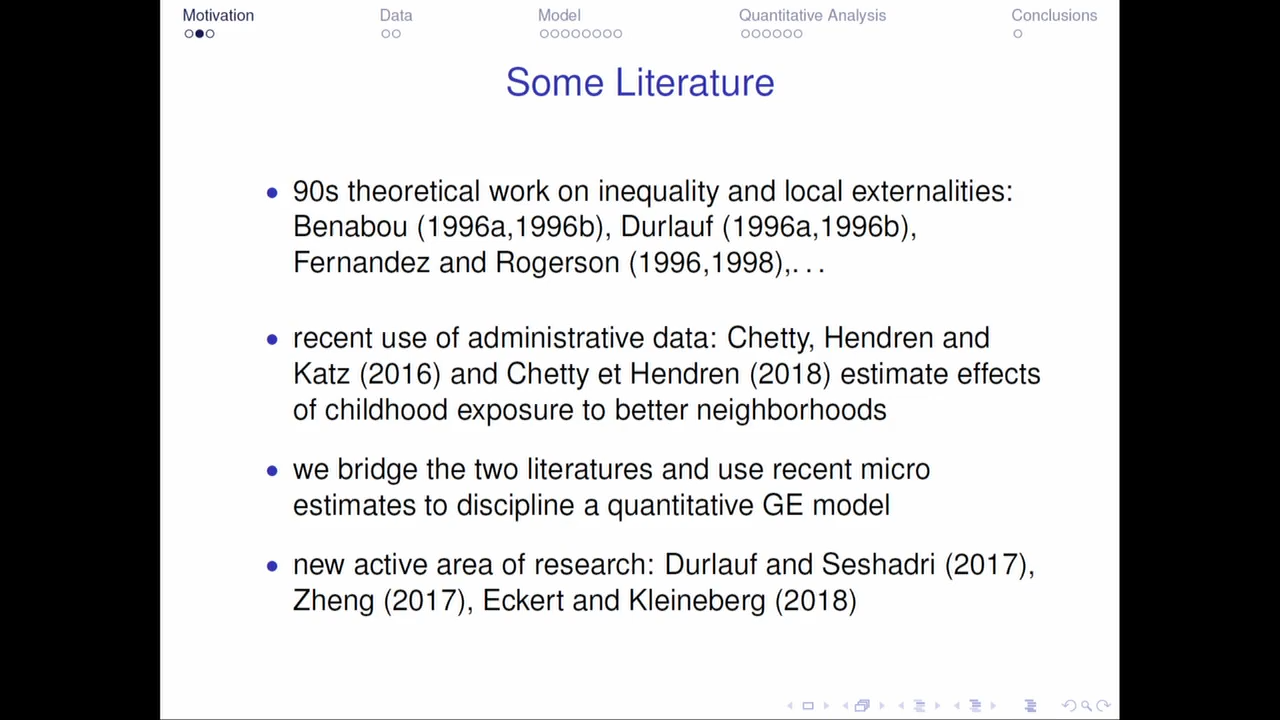 Motivation Data Model Quantitative Analysis Conclusions
Some Literature
• 90s theoretical work on inequality and local externalities:
Benabou (1996a,1996b), Durlauf (1996a,1996b),
Fernandez and Rogerson (1996,1998),...
• recent use of administrative data: Chetty, Hendren and
Katz (2016) and Chetty et Hendren (2018) estimate effects
of childhood exposure to better neighborhoods
• we bridge the two literatures and use recent micro
estimates to discipline a quantitative GE model
• new active area of research: Durlauf and Seshadri (2017),
Zheng (2017), Eckert and Kleineberg (2018)